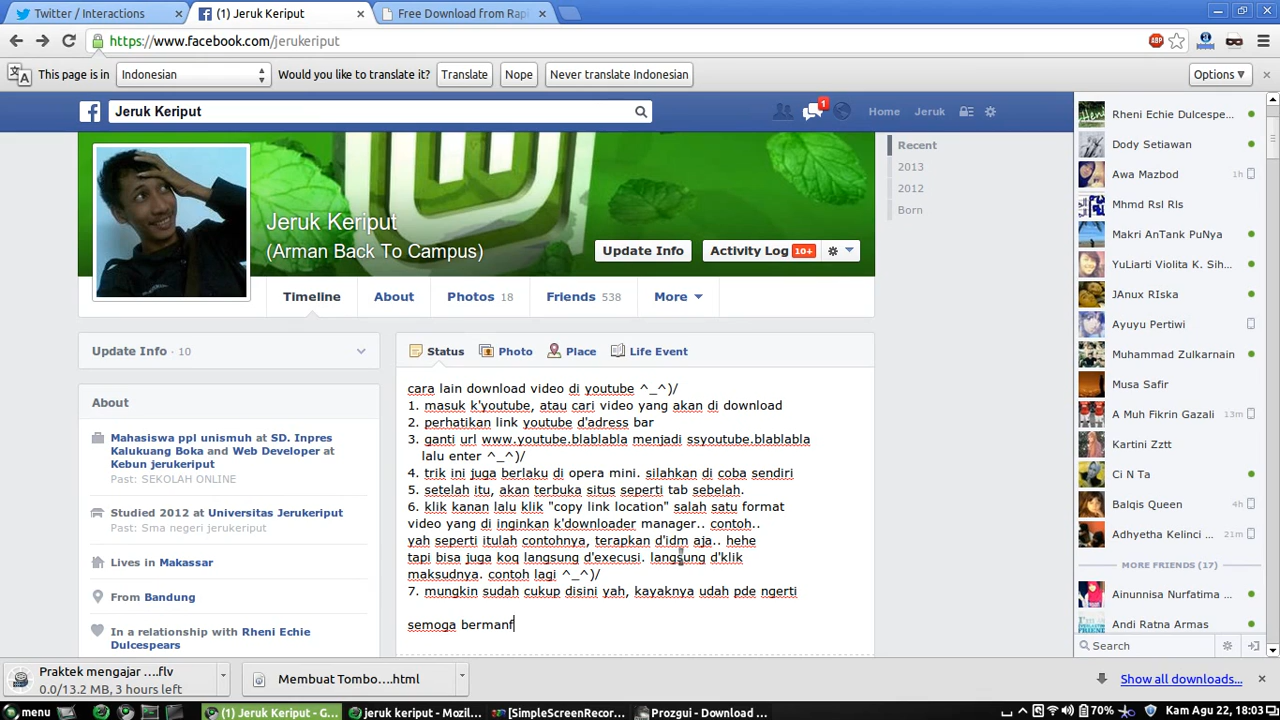 Twitter / Interactions
(1) Jeruk Keriput
Free Download from Rapi
https://www.facebook.com/jerukeriput
ABP
This page is in
Indonesian
Would you like to translate it?
Translate
Nope
Never translate Indonesian
Options
Jeruk Keriput
1
Home
Jeruk
Jeruk Keriput
(Arman Back To Campus)
Update Info
Activity Log 10+
Timeline
About
Photos 18
Friends 538
More
Recent
2013
2012
Born
Update Info · 10
About
Mahasiswa ppl unismuh at SD. Inpres
Kalukuang Boka and Web Developer at
Kebun jerukeriput
Past: SEKOLAH ONLINE
Studied 2012 at Universitas Jerukeriput
Past: Sma negeri jerukriput
Lives in Makassar
From Bandung
In a relationship with Rheni Echie
Dulcespears
Status
Photo
Place
Life Event
cara lain download video di youtube ^_^)/
1. masuk k'youtube, atau cari video yang akan di download
2. perhatikan link youtube d'adress bar
3. ganti url www.youtube.blablabla menjadi ssyoutube.blablabla
lalu enter ^_^)/
4. trik ini juga berlaku di opera mini. silahkan di coba sendiri
5. setelah itu, akan terbuka situs seperti tab sebelah.
6. klik kanan lalu klik "copy link location" salah satu format
video yang di inginkan k'downloader manager.. contoh..
yah seperti itulah contohnya, terapkan d'idm aja.. hehe
tapi bisa juga koq langsung d'execusi. langsung d'klik
maksudnya. contoh lagi ^_^)/
7. mungkin sudah cukup disini yah, kayaknya udah pde ngerti
semoga bermanf
Rheni Echie Dulcespe...
Dody Setiawan
Awa Mazbod 1h
Mhmd Rsl Rls
Makri AnTank PuNya
YuLiarti Violita K. Sih...
JAnux RIska
Ayuyu Pertiwi
Muhammad Zulkarnain
Musa Safir
A Muh Fikrin Gazali 13m
Kartini Zztt
Ci N Ta
Balqis Queen 4h
Adhyetha Kelinci ...
MORE FRIENDS (17)
Ainunnisa Nurfatima ...
Andi Ratna Armas
Search
Praktek mengajar ....flv
0.0/13.2 MB, 3 hours left
Membuat Tombo....html
Show all downloads...
menu
(1) Jeruk Keriput - G...
jeruk keriput - Mozil...
[SimpleScreenRecor...
Prozgui - Download ...
70%
Kam Agu 22, 18:03